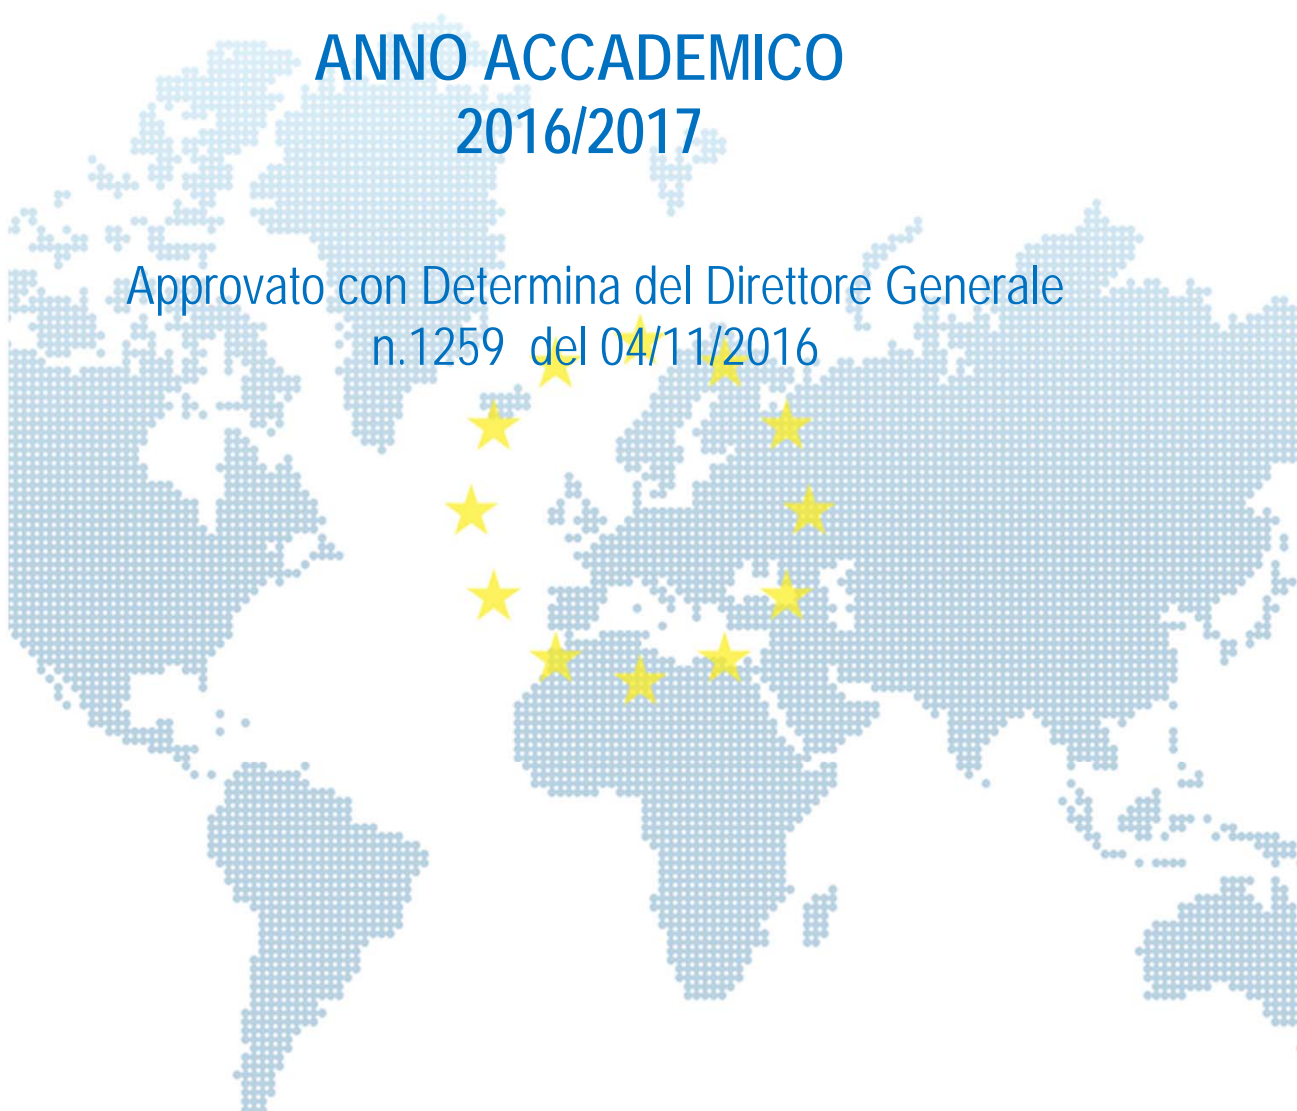 ANNO ACCADEMICO
2016/2017
Approvato con Determina del Direttore Generale
n.1259 del 04/11/2016